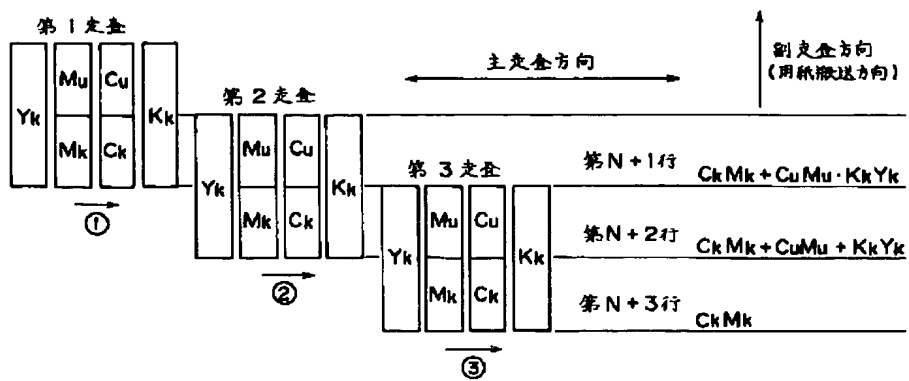 第1走査
Yk Mu Cu Kk
Mk Ck
①
第2走査
Yk Mu Cu Kk
Mk Ck
②
第3走査
Yk Mu Cu Kk
Mk Ck
③
主走査方向
副走査方向
(用紙搬送方向)
第N+1行 CkMk+CuMu·KkYk
第N+2行 CkMk+CuMu+KkYk
第N+3行 CkMk